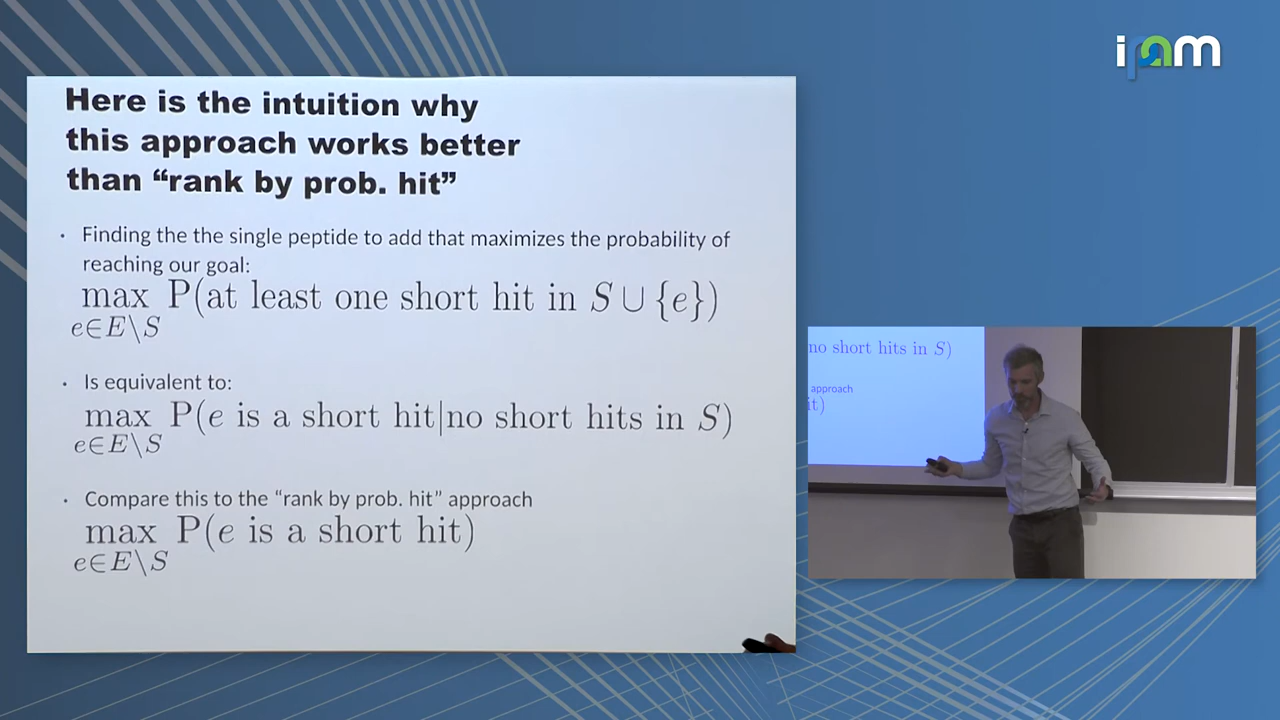 ipam
Here is the intuition why
this approach works better
than “rank by prob. hit”
· Finding the the single peptide to add that maximizes the probability of
reaching our goal:
max P(at least one short hit in S ∪ {e})
e∈E\S
· Is equivalent to:
max P(e is a short hit|no short hits in S)
e∈E\S
· Compare this to the “rank by prob. hit” approach
max P(e is a short hit)
e∈E\S
no short hits in S)
approach
it)